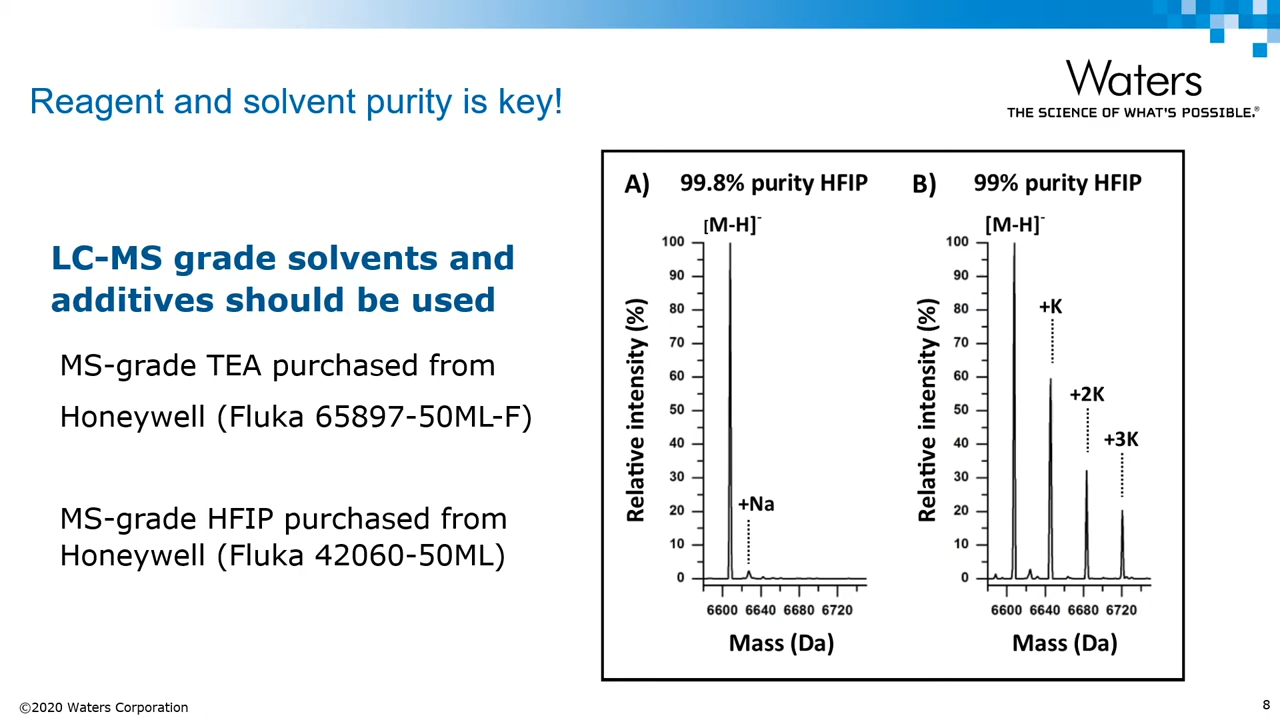 Waters
THE SCIENCE OF WHAT'S POSSIBLE.®
Reagent and solvent purity is key!
LC-MS grade solvents and
additives should be used
MS-grade TEA purchased from
Honeywell (Fluka 65897-50ML-F)
MS-grade HFIP purchased from
Honeywell (Fluka 42060-50ML)
A) 99.8% purity HFIP
[M-H]-
100
90
80
70
60
50
40
30
20
10
0
Relative intensity (%)
+Na
6600 6640 6680 6720
Mass (Da)
B) 99% purity HFIP
[M-H]-
100
90
80
70
60
50
40
30
20
10
0
Relative intensity (%)
+K
+2K
+3K
6600 6640 6680 6720
Mass (Da)
©2020 Waters Corporation
8